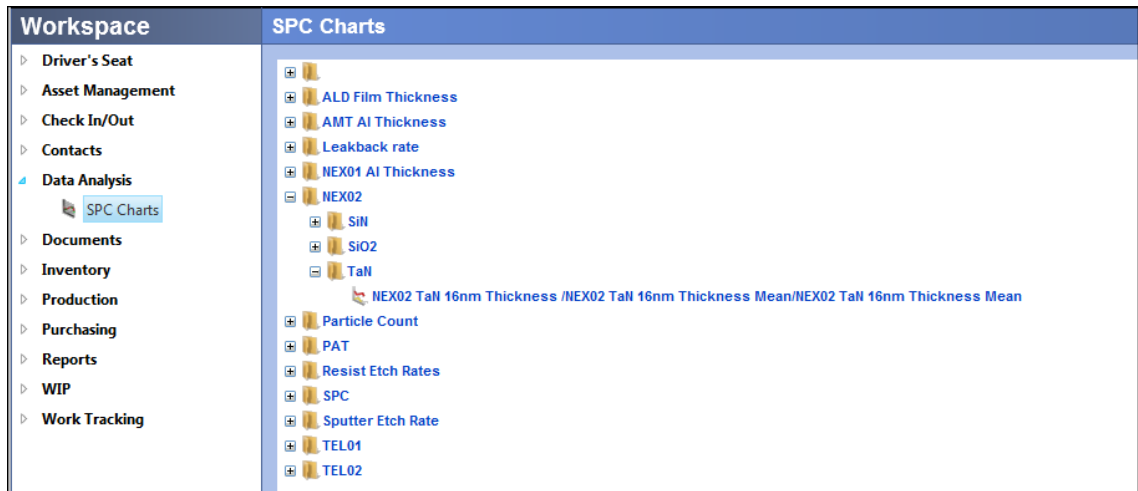 Workspace
Driver's Seat
Asset Management
Check In/Out
Contacts
Data Analysis
SPC Charts
Documents
Inventory
Production
Purchasing
Reports
WIP
Work Tracking
SPC Charts
ALD Film Thickness
AMT Al Thickness
Leakback rate
NEX01 Al Thickness
NEX02
SiN
SiO2
TaN
NEX02 TaN 16nm Thickness /NEX02 TaN 16nm Thickness Mean/NEX02 TaN 16nm Thickness Mean
Particle Count
PAT
Resist Etch Rates
SPC
Sputter Etch Rate
TEL01
TEL02